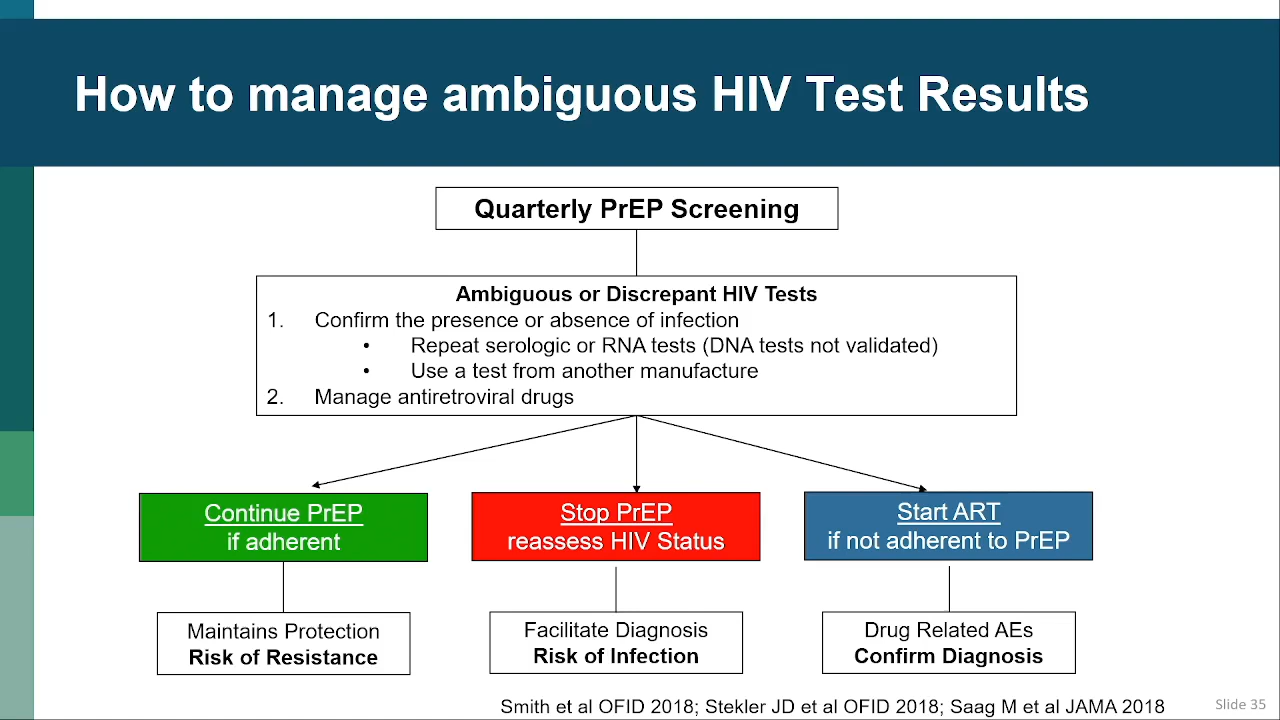 How to manage ambiguous HIV Test Results
Quarterly PrEP Screening
Ambiguous or Discrepant HIV Tests
1. Confirm the presence or absence of infection
• Repeat serologic or RNA tests (DNA tests not validated)
• Use a test from another manufacture
2. Manage antiretroviral drugs
Continue PrEP
if adherent
Stop PrEP
reassess HIV Status
Start ART
if not adherent to PrEP
Maintains Protection
Risk of Resistance
Facilitate Diagnosis
Risk of Infection
Drug Related AEs
Confirm Diagnosis
Smith et al OFID 2018; Stekler JD et al OFID 2018; Saag M et al JAMA 2018
Slide 35